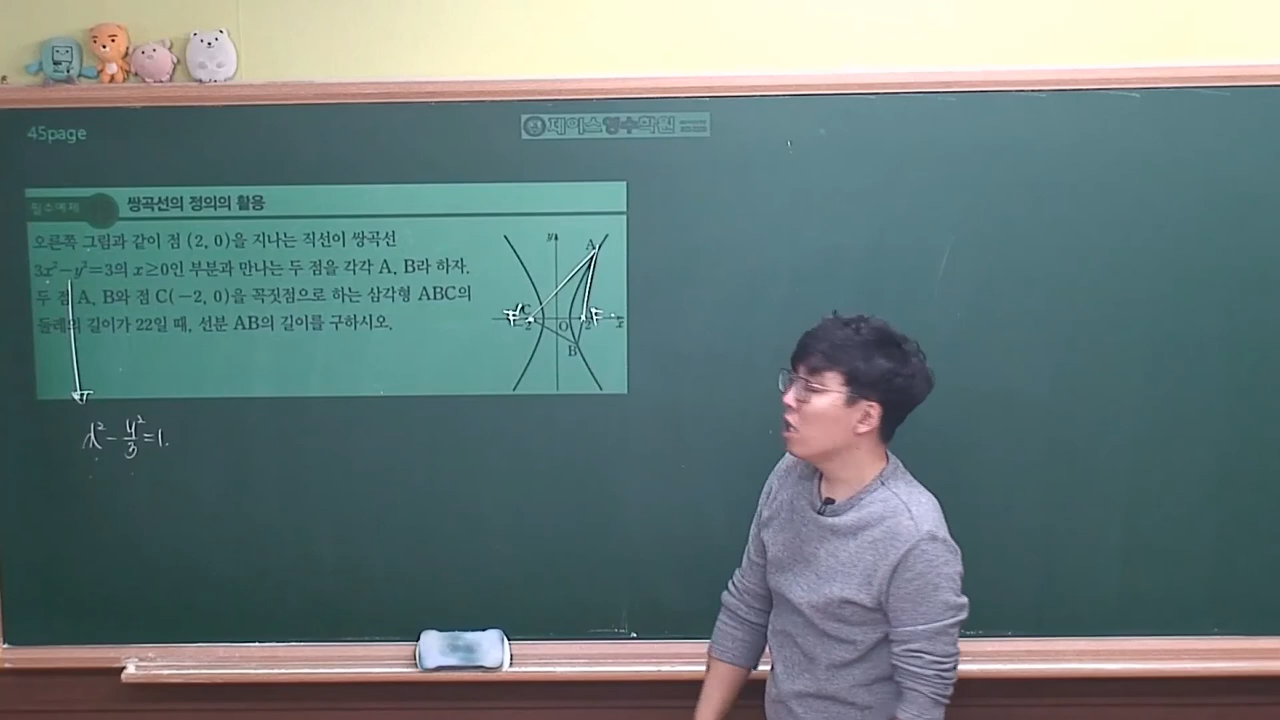 45page
제이스영수학원
필수예제
쌍곡선의 정의의 활용
오른쪽 그림과 같이 점 (2, 0)을 지나는 직선이 쌍곡선
3x²-y²=3의 x≥0인 부분과 만나는 두 점을 각각 A, B라 하자.
두 점 A, B와 점 C(-2, 0)을 꼭짓점으로 하는 삼각형 ABC의
둘레의 길이가 22일 때, 선분 AB의 길이를 구하시오.
y
A
C
F
-2
O
2
F
x
B
x²-y²/3=1.